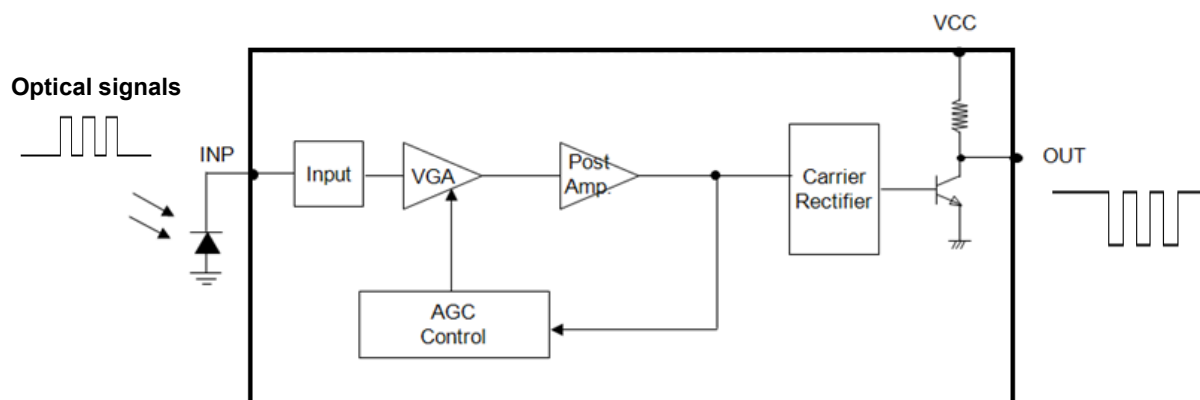 VCC
Optical signals
INP
Input
VGA
Post
Amp.
Carrier
Rectifier
OUT
AGC
Control